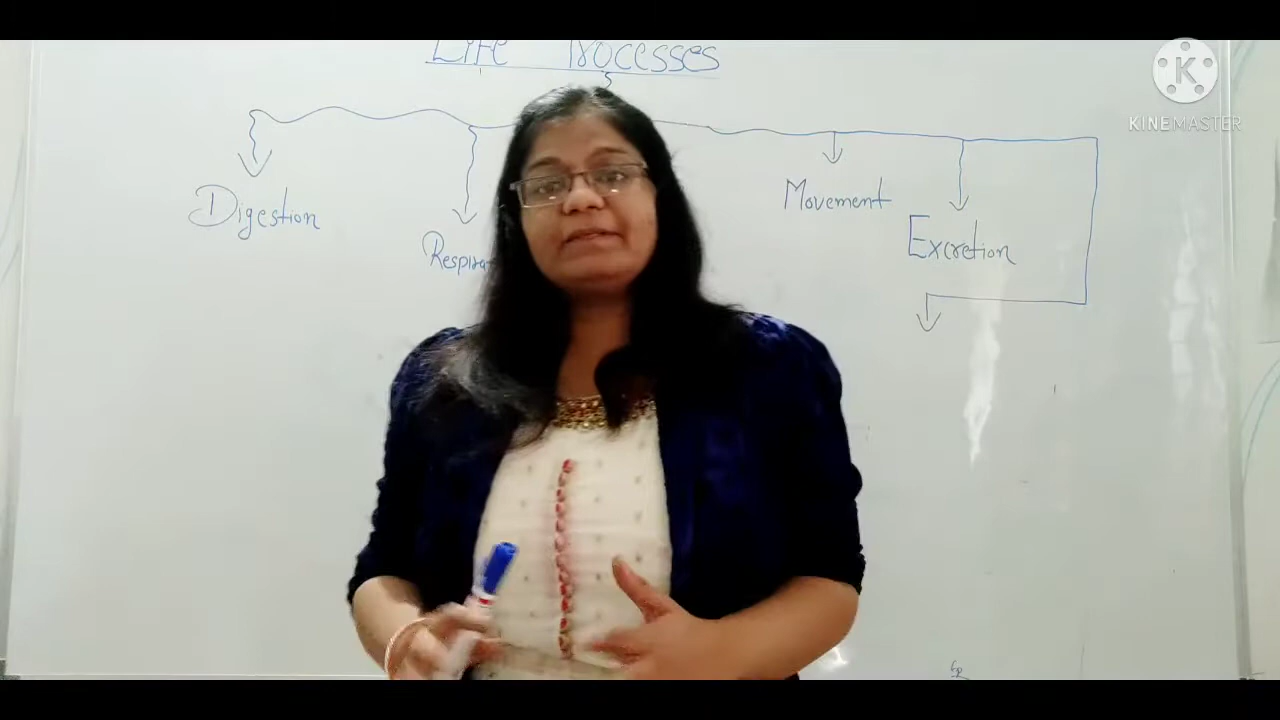 Life Processes
K
KINEMASTER
Digestion
Movement
Excretion